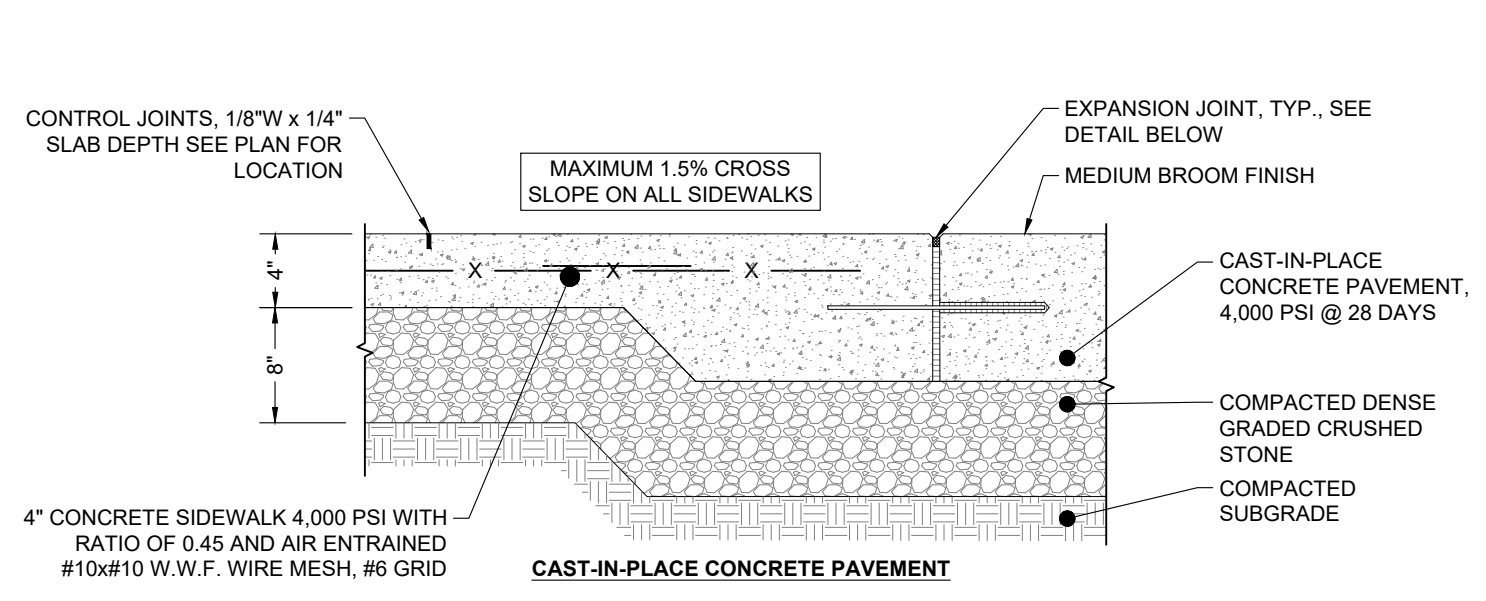 CONTROL JOINTS, 1/8"W x 1/4"
SLAB DEPTH SEE PLAN FOR
LOCATION
MAXIMUM 1.5% CROSS
SLOPE ON ALL SIDEWALKS
EXPANSION JOINT, TYP., SEE
DETAIL BELOW
MEDIUM BROOM FINISH
4"
8"
X
X
X
CAST-IN-PLACE
CONCRETE PAVEMENT,
4,000 PSI @ 28 DAYS
COMPACTED DENSE
GRADED CRUSHED
STONE
COMPACTED
SUBGRADE
4" CONCRETE SIDEWALK 4,000 PSI WITH
RATIO OF 0.45 AND AIR ENTRAINED
#10x#10 W.W.F. WIRE MESH, #6 GRID
CAST-IN-PLACE CONCRETE PAVEMENT